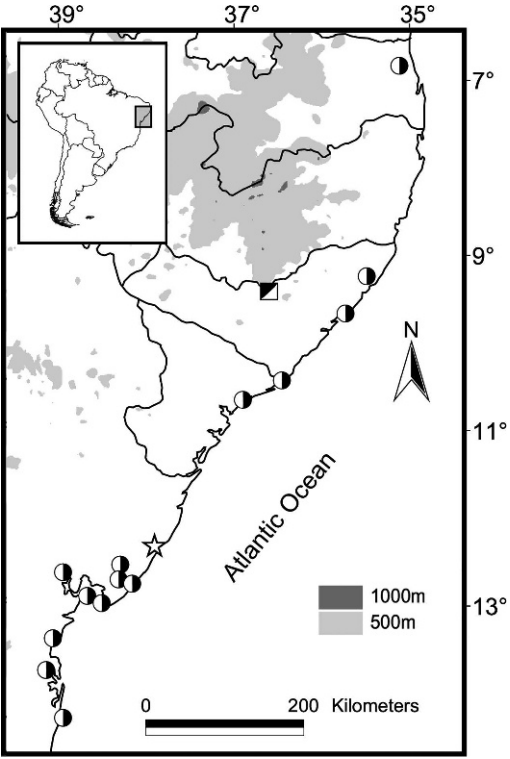 39° 37° 35°
7°
9°
N
11°
Atlantic Ocean
1000m
500m
13°
0 200 Kilometers